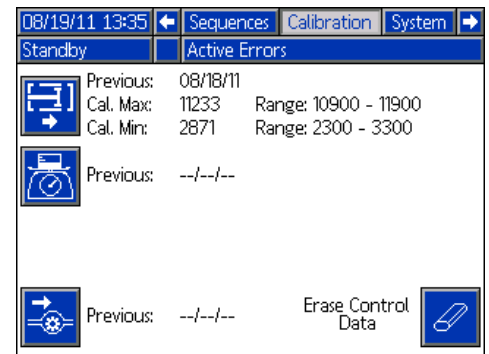 08/19/11 13:35 Sequences Calibration System
Standby Active Errors
Previous: 08/18/11
Cal. Max: 11233 Range: 10900 - 11900
Cal. Min: 2871 Range: 2300 - 3300
Previous: --/--/--
Previous: --/--/-- Erase Control
Data